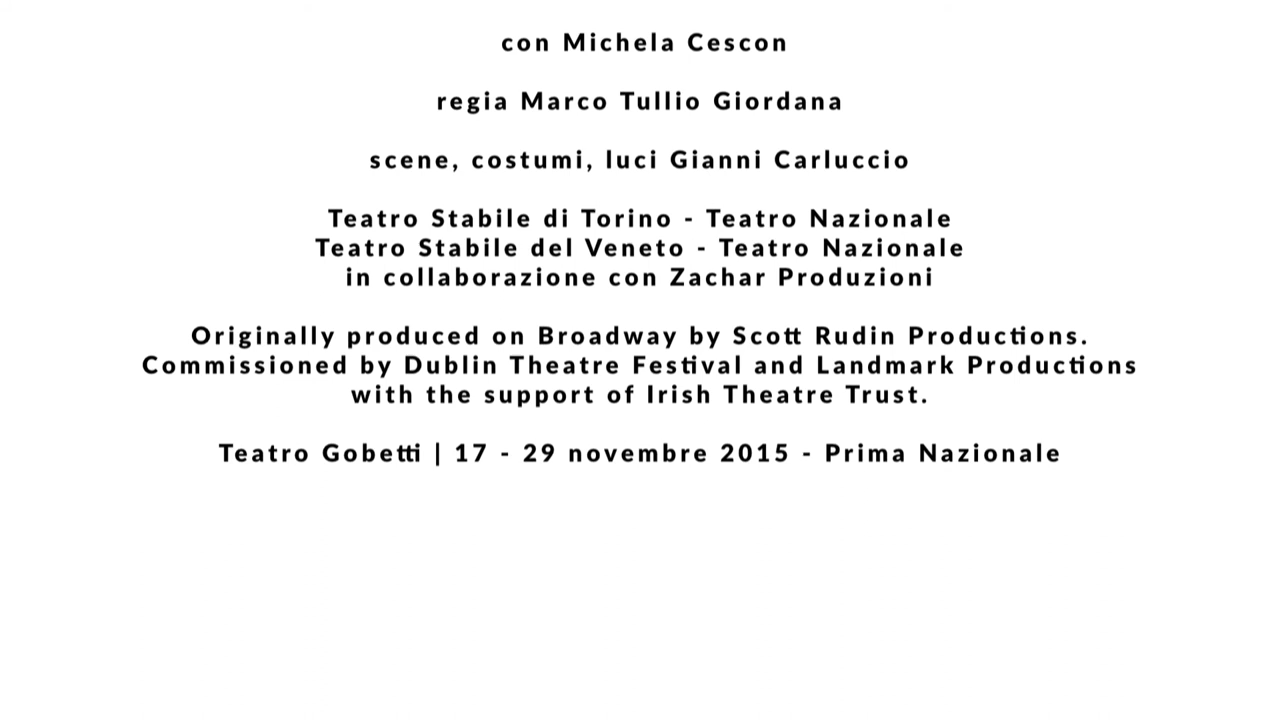 con Michela Cescon
regia Marco Tullio Giordana
scene, costumi, luci Gianni Carluccio
Teatro Stabile di Torino - Teatro Nazionale
Teatro Stabile del Veneto - Teatro Nazionale
in collaborazione con Zachar Produzioni
Originally produced on Broadway by Scott Rudin Productions.
Commissioned by Dublin Theatre Festival and Landmark Productions
with the support of Irish Theatre Trust.
Teatro Gobetti | 17 - 29 novembre 2015 - Prima Nazionale